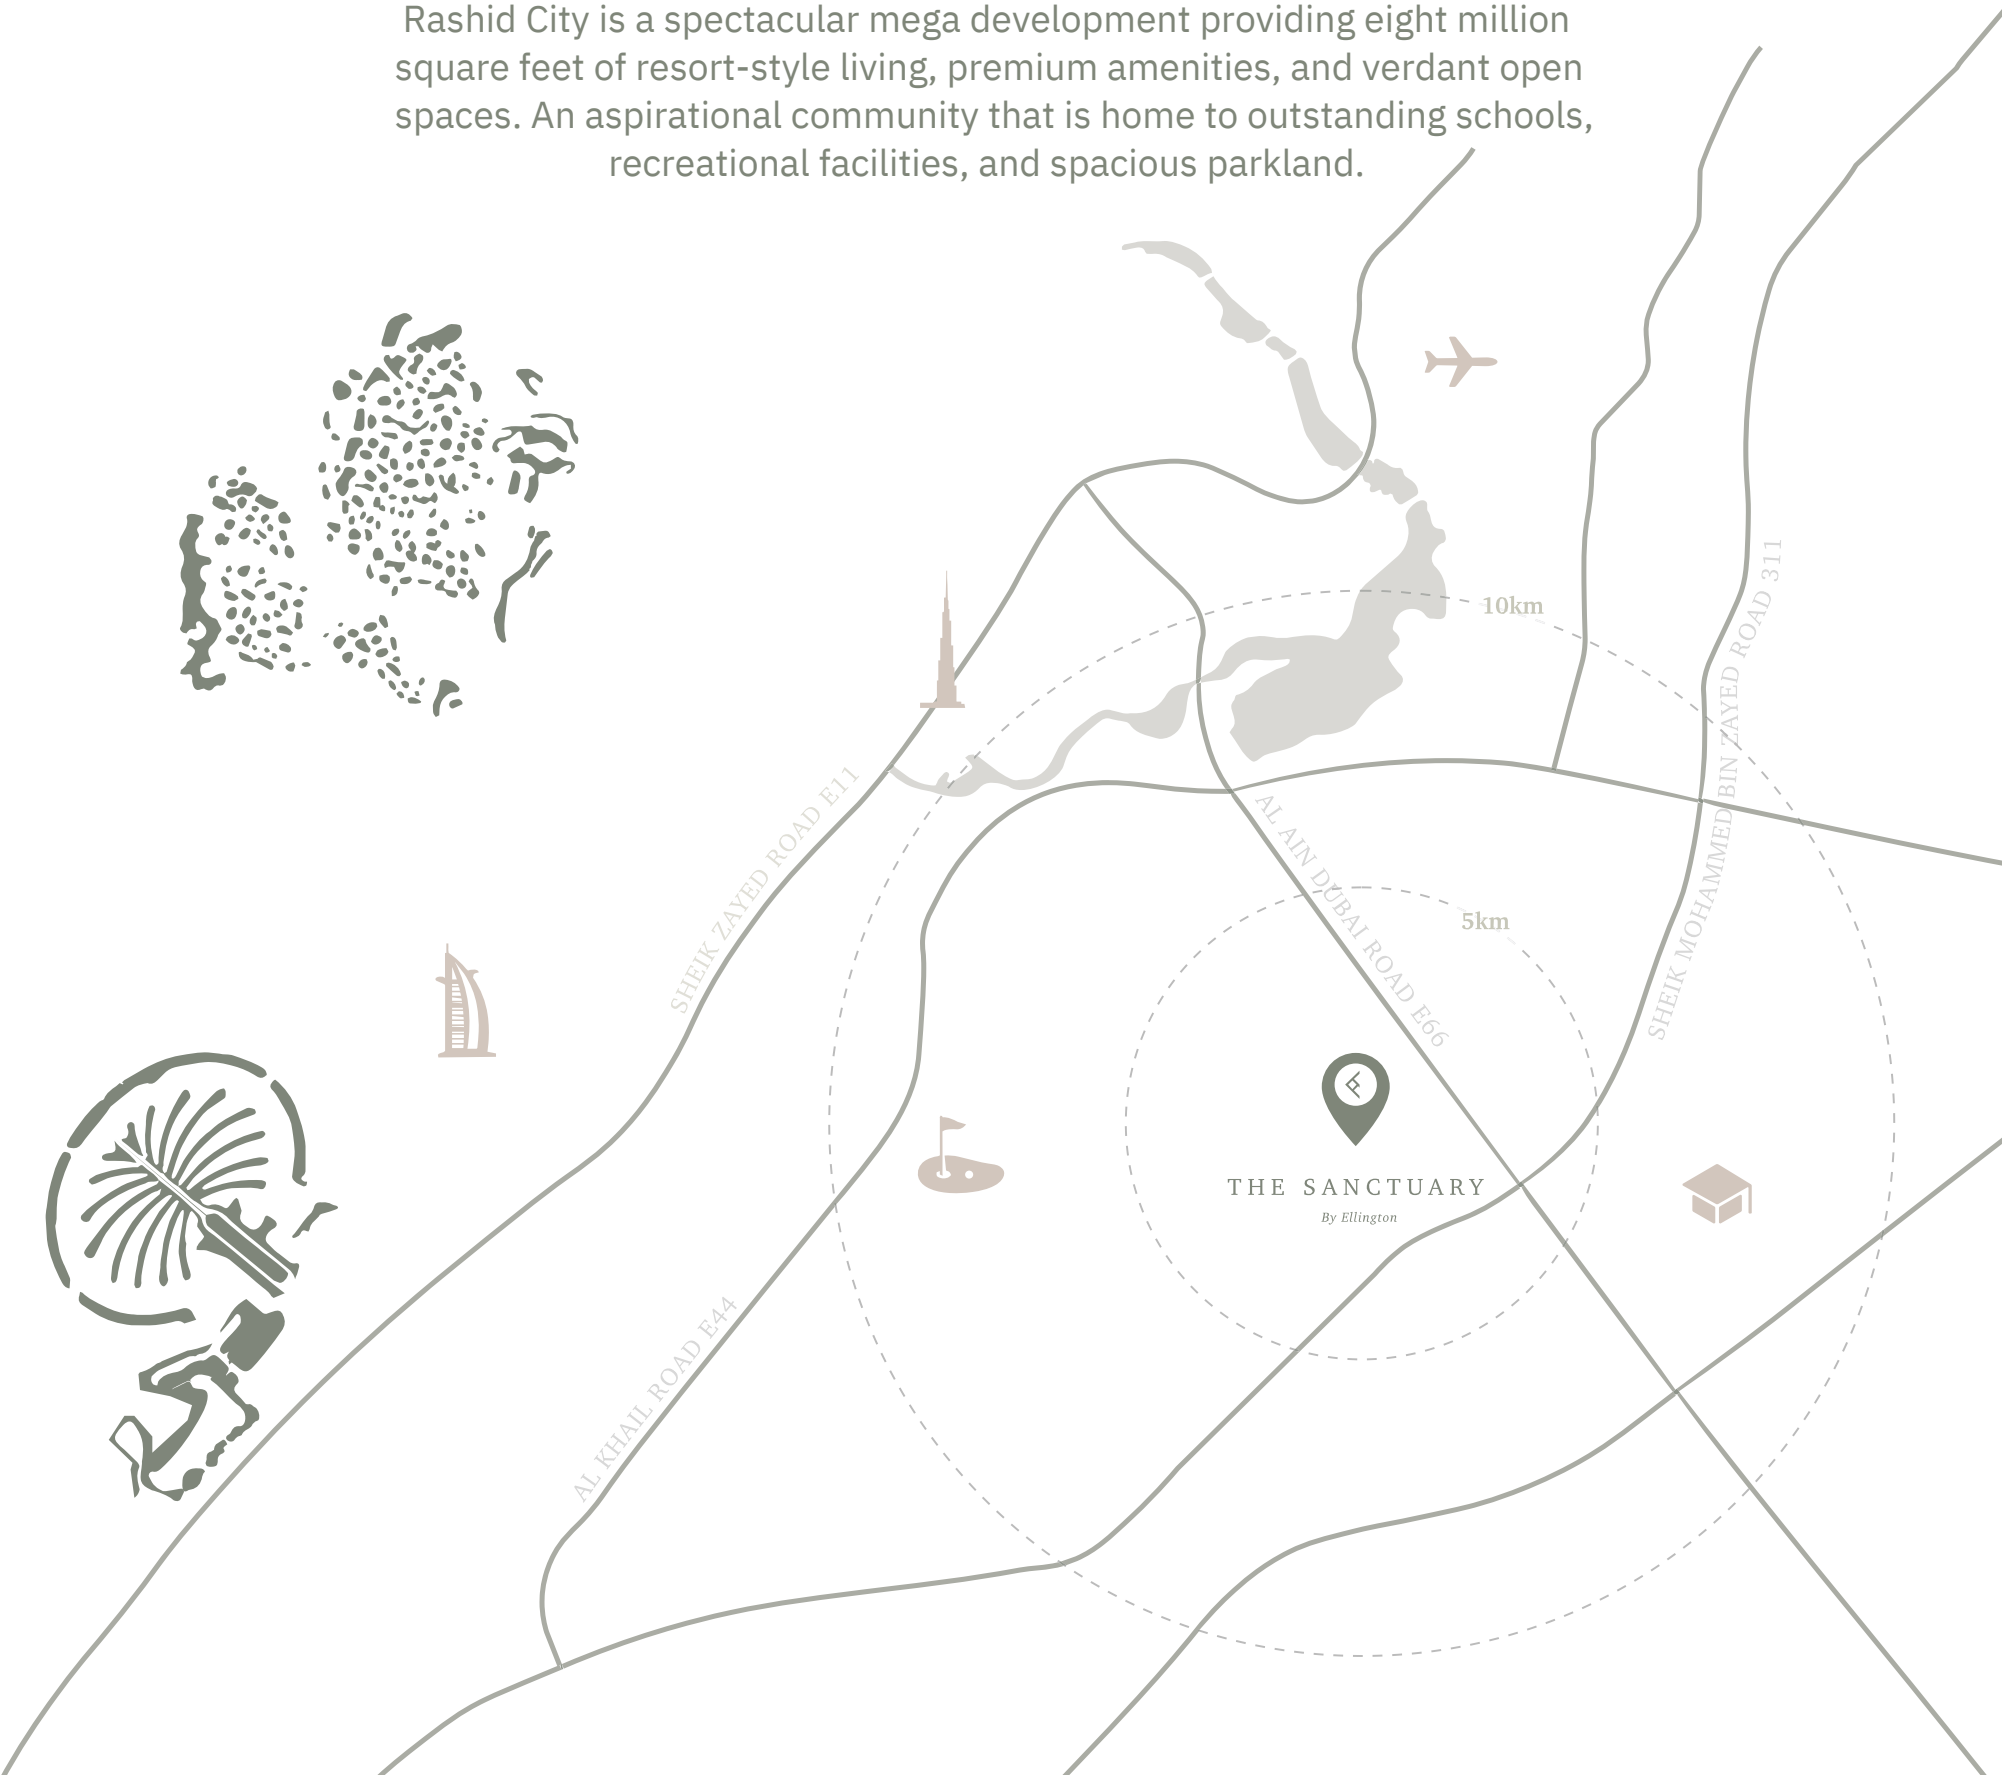 Rashid City is a spectacular mega development providing eight million
square feet of resort-style living, premium amenities, and verdant open
spaces. An aspirational community that is home to outstanding schools,
recreational facilities, and spacious parkland.
10km
SHEIK MOHAMMED BIN ZAYED ROAD 311
SHEIK ZAYED ROAD E11
AL AIN DUBAI ROAD E66
5km
THE SANCTUARY
By Ellington
AL KHAIL ROAD E44